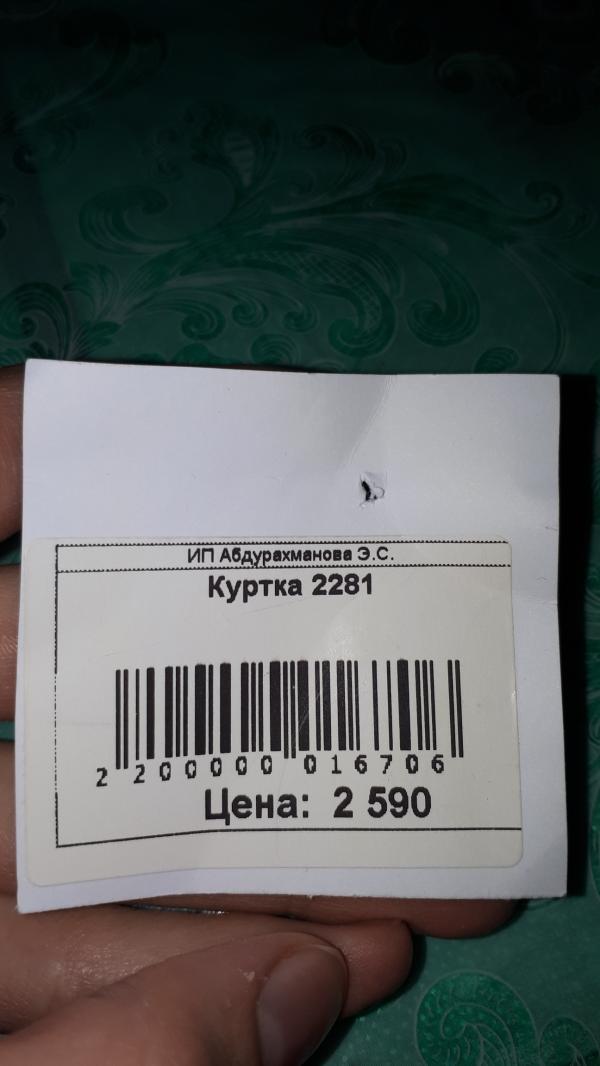 ИП Абдурахманова Э.С.
Куртка 2281
2 200000 016706
Цена: 2 590